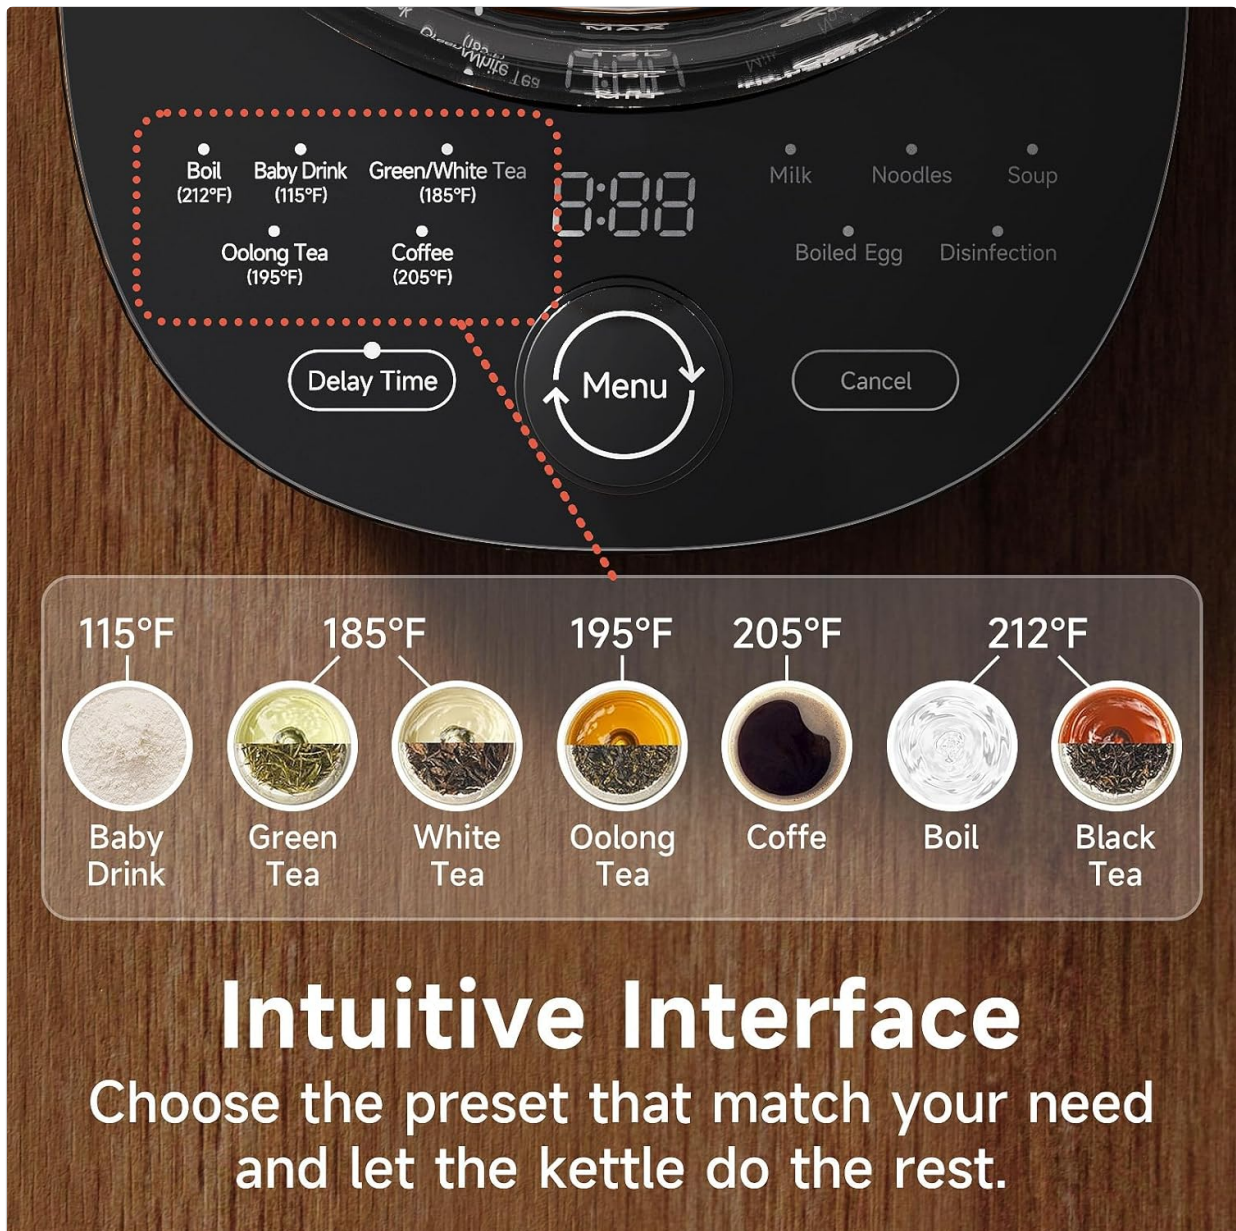 MAX
Boil
(212°F)
Baby Drink
(115°F)
Green/White Tea
(185°F)
Oolong Tea
(195°F)
Coffee
(205°F)
8:88
Milk
Noodles
Soup
Boiled Egg
Disinfection
Delay Time
Menu
Cancel
115°F
185°F
195°F
205°F
212°F
Baby
Drink
Green
Tea
White
Tea
Oolong
Tea
Coffe
Boil
Black
Tea
Intuitive Interface
Choose the preset that match your need
and let the kettle do the rest.